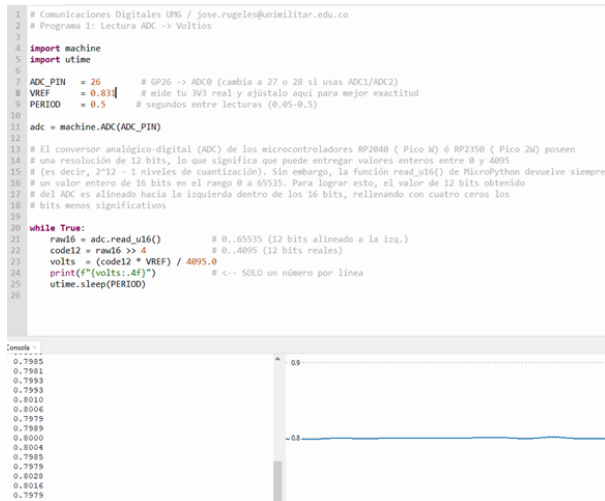 1 # Comunicaciones Digitales UMG / jose.rugeles@unimilitar.edu.co
2 # Programa 1: Lectura ADC -> Voltios
3
4 import machine
5 import utime
6
7 ADC_PIN = 26 # GP26 -> ADC0 (cambia a 27 o 28 si usas ADC1/ADC2)
8 VREF = 0.831 # mide tu 3V3 real y ajústalo aquí para mejor exactitud
9 PERIOD = 0.5 # segundos entre lecturas (0.05-0.5)
10
11 adc = machine.ADC(ADC_PIN)
12
13 # El conversor analógico-digital (ADC) de los microcontroladores RP2040 ( Pico W) ó RP2350 ( Pico 2W) poseen
14 # una resolución de 12 bits, lo que significa que puede entregar valores enteros entre 0 y 4095
15 # (es decir, 2^12 - 1 niveles de cuantización). Sin embargo, la función read_u16() de MicroPython devuelve siempre
16 # un valor entero de 16 bits en el rango 0 a 65535. Para lograr esto, el valor de 12 bits obtenido
17 # del ADC es alineado hacia la izquierda dentro de los 16 bits, rellenando con cuatro ceros los
18 # bits menos significativos
19
20 while True:
21 raw16 = adc.read_u16() # 0..65535 (12 bits alineado a la izq.)
22 code12 = raw16 >> 4 # 0..4095 (12 bits reales)
23 volts = (code12 * VREF) / 4095.0
24 print(f"{volts:.4f}") # <-- SOLO un número por línea
25 utime.sleep(PERIOD)
26
Consola
0.7985
0.7981
0.7993
0.7993
0.8010
0.8006
0.7979
0.7989
0.8000
0.8004
0.7985
0.7979
0.8028
0.8016
0.7979
0.9
0.8